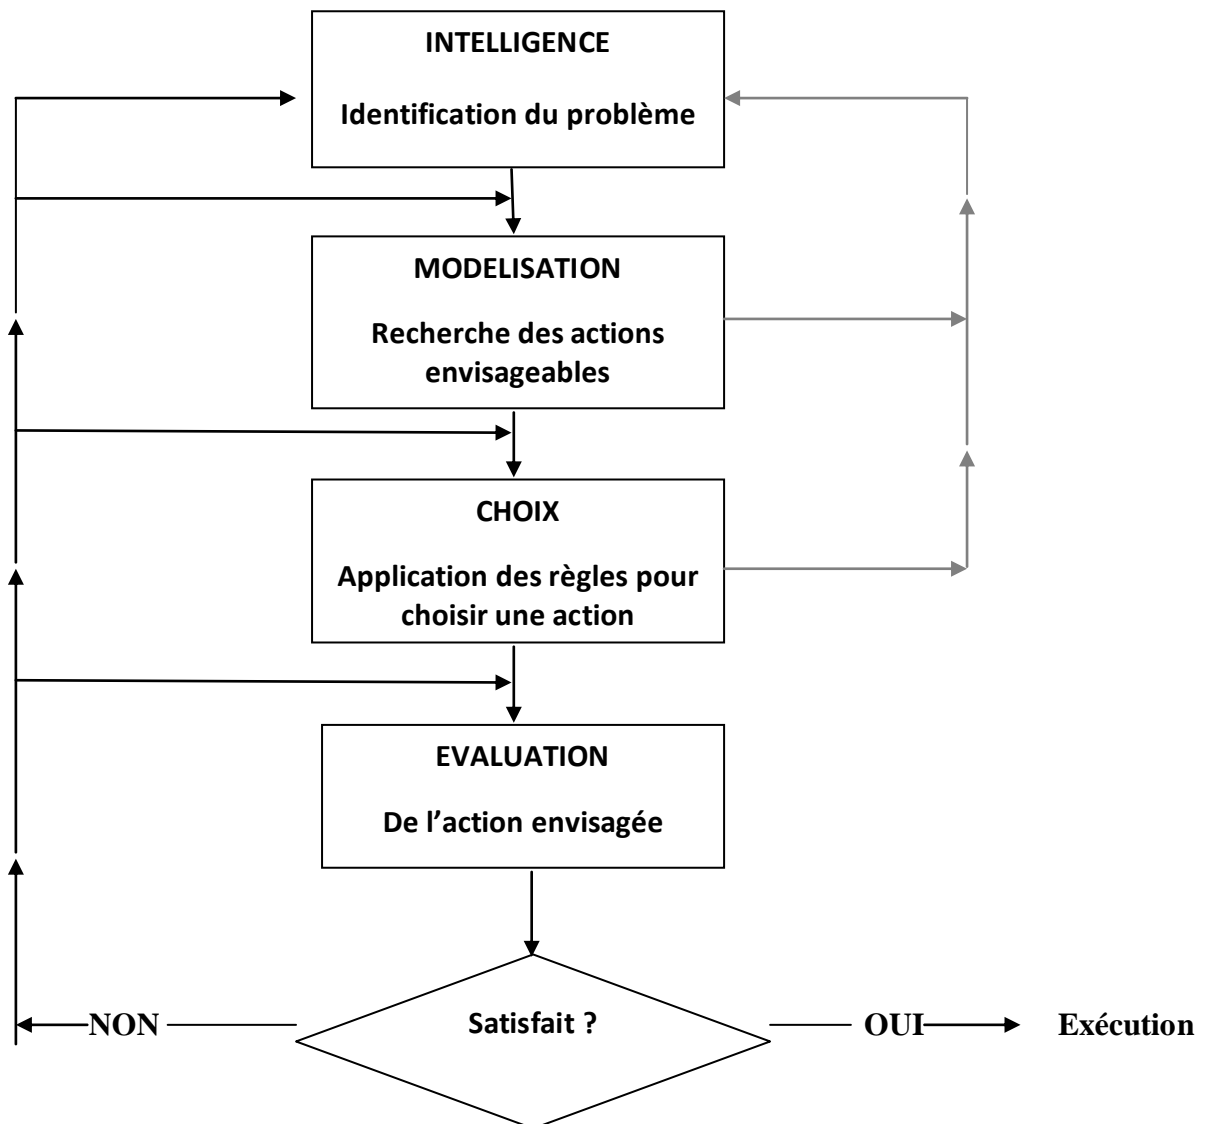 INTELLIGENCE
Identification du problème
MODELISATION
Recherche des actions
envisageables
CHOIX
Application des règles pour
choisir une action
EVALUATION
De l’action envisagée
Satisfait ?
NON
OUI
Exécution